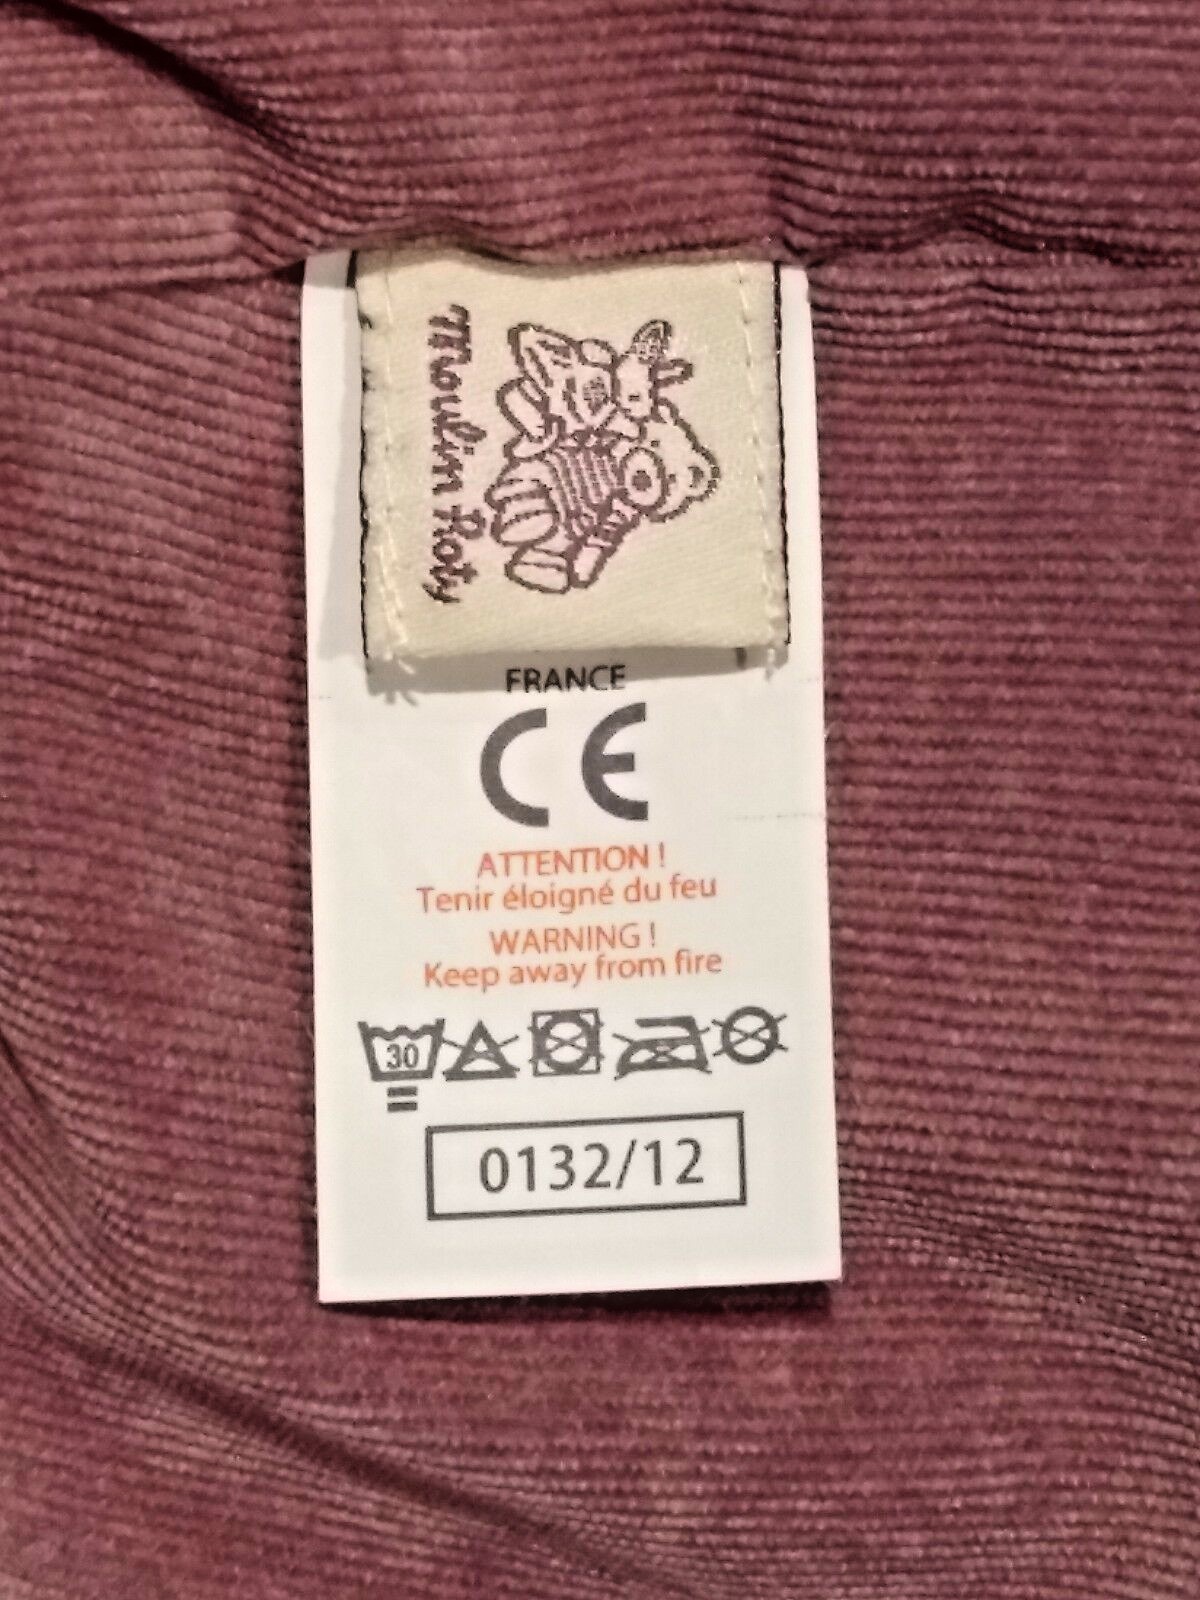 Moulin Roty
FRANCE
CE
ATTENTION !
Tenir éloigné du feu
WARNING !
Keep away from fire
30
0132/12